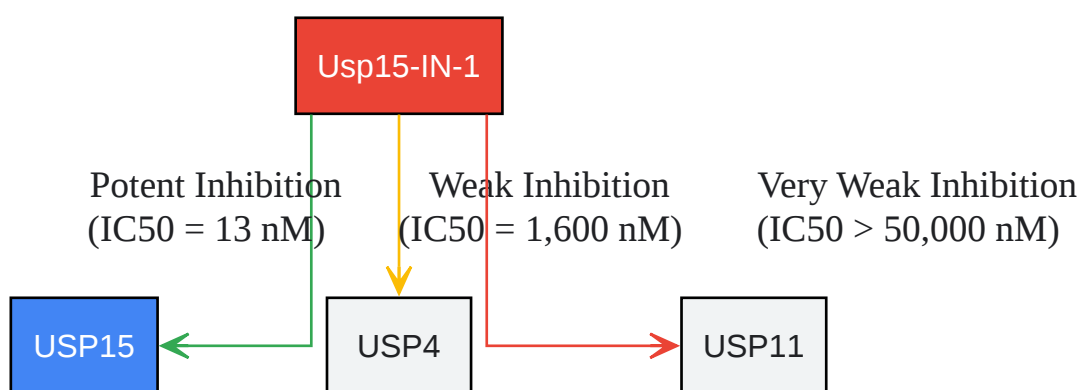 Usp15-IN-1
Potent Inhibition
(IC50 = 13 nM)
Weak Inhibition
(IC50 = 1,600 nM)
Very Weak Inhibition
(IC50 > 50,000 nM)
USP15
USP4
USP11